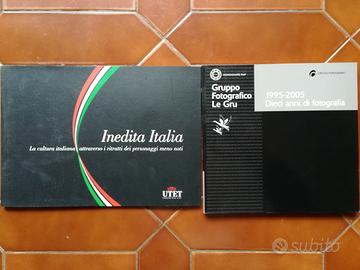 Inedita Italia
La cultura italiana attraverso i ritratti dei personaggi meno noti
UTET
Gruppo
Fotografico
Le Gru
1995-2005
Dieci anni di fotografia
subito